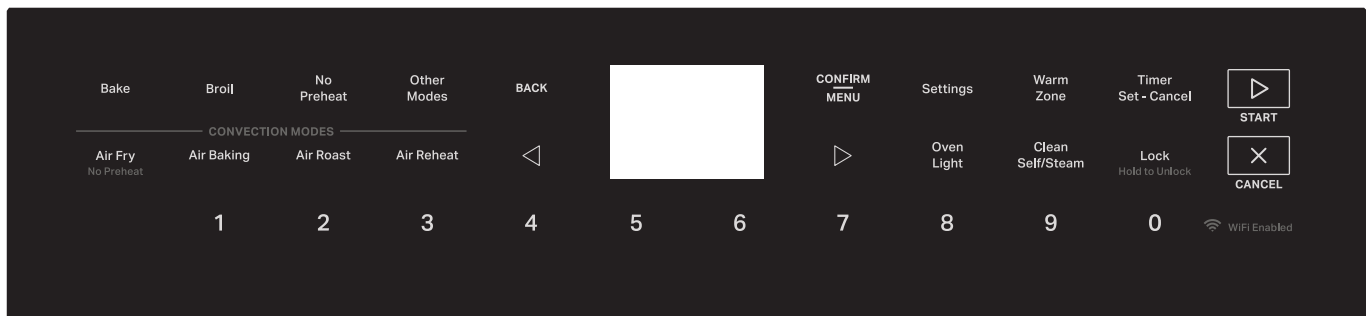 Bake
Broil
No
Preheat
Other
Modes
BACK
CONFIRM
MENU
Settings
Warm
Zone
Timer
Set - Cancel
START
CONVECTION MODES
Air Fry
No Preheat
Air Baking
Air Roast
Air Reheat
Oven
Light
Clean
Self/Steam
Lock
Hold to Unlock
CANCEL
1 2 3 4 5 6 7 8 9 0
WiFi Enabled